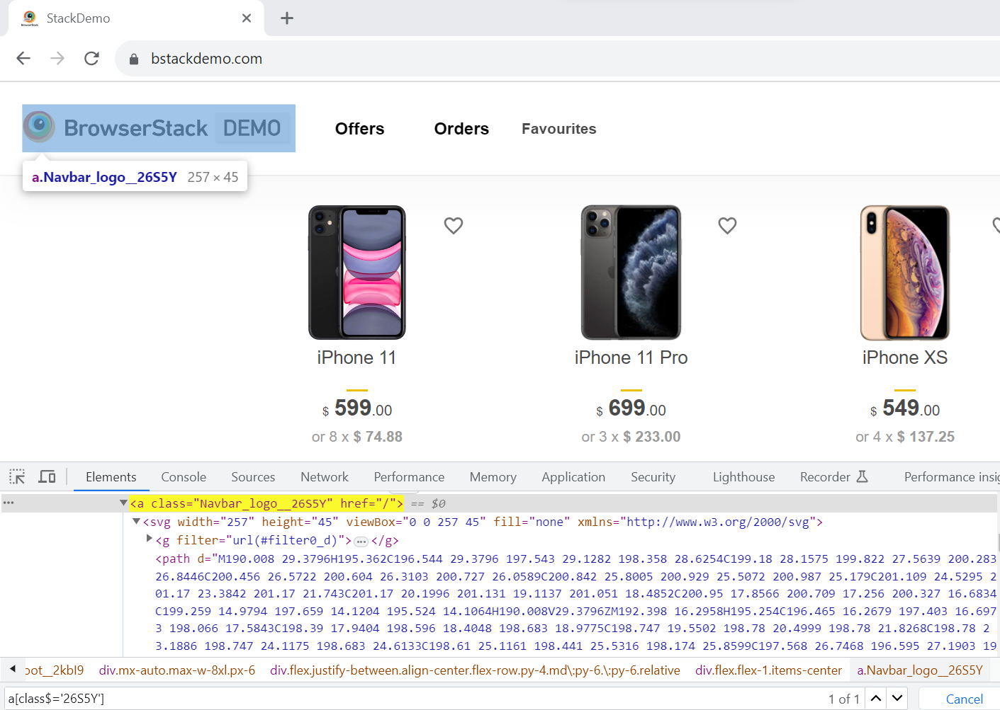 StackDemo
bstackdemo.com
BrowserStack DEMO Offers Orders Favourites
a.Navbar_logo__26S5Y 257 × 45
iPhone 11 iPhone 11 Pro iPhone XS
$ 599.00 $ 699.00 $ 549.00
or 8 x $ 74.88 or 3 x $ 233.00 or 4 x $ 137.25
Elements Console Sources Network Performance Memory Application Security Lighthouse Recorder Performance insig
<a class="Navbar_logo__26S5Y" href="/"> == $0
<svg width="257" height="45" viewBox="0 0 257 45" fill="none" xmlns="http://www.w3.org/2000/svg">
<g filter="url(#filter0_d)"> … </g>
<path d="M190.008 29.3796H195.362C196.544 29.3796 197.543 29.1282 198.358 28.6254C199.18 28.1575 199.822 27.5639 200.283
26.8446C200.456 26.5722 200.604 26.3103 200.727 26.0589C200.842 25.8005 200.929 25.5072 200.987 25.179C201.109 24.5295 2
01.17 23.3842 201.17 21.743C201.17 20.1996 201.131 19.1137 201.051 18.4852C200.95 17.8566 200.709 17.256 200.327 16.6834
C199.259 14.9794 197.659 14.1204 195.524 14.1064H190.008V29.3796ZM192.398 16.2958H195.254C196.465 16.2679 197.403 16.697
3 198.066 17.5843C198.39 17.9404 198.596 18.4048 198.683 18.9775C198.747 19.5502 198.78 20.4999 198.78 21.8268C198.78 2
3.1886 198.747 24.1175 198.683 24.6133C198.61 25.1161 198.441 25.5316 198.174 25.8599C197.568 26.7468 196.595 27.1903 19
oot__2kbI9 div.mx-auto.max-w-8xl.px-6 div.flex.justify-between.align-center.flex-row.py-4.md\:py-6.\:py-6.relative div.flex.flex-1.items-center a.Navbar_logo__26S5Y
a[class$='26S5Y'] 1 of 1 Cancel